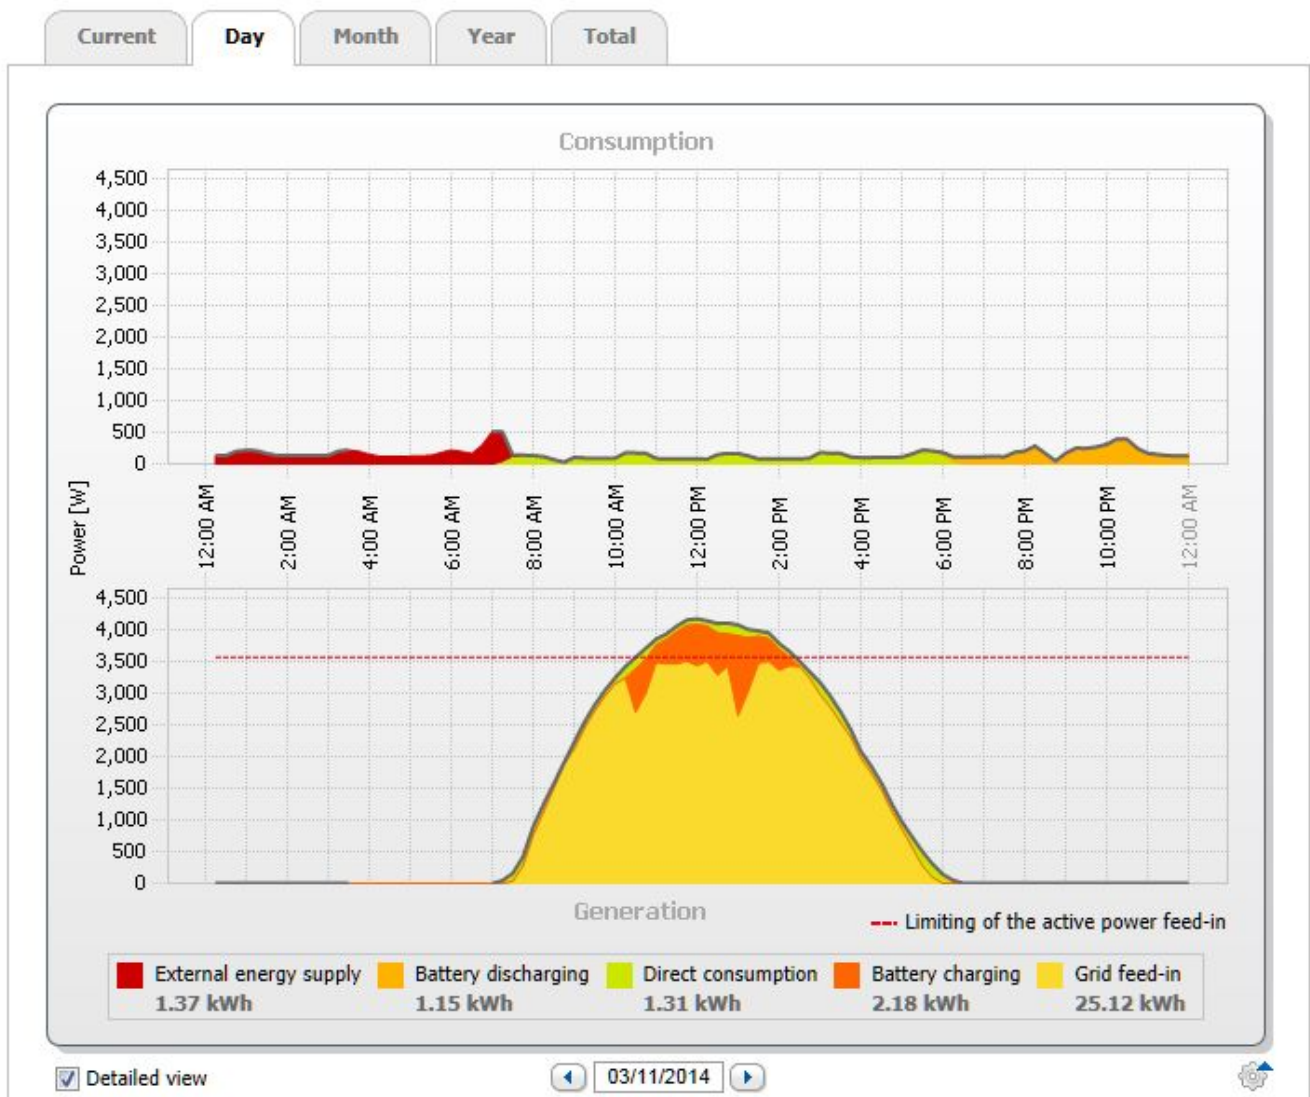 Current Day Month Year Total
Consumption
4,500
4,000
3,500
3,000
2,500
2,000
1,500
1,000
500
0
Power [W]
12:00 AM 2:00 AM 4:00 AM 6:00 AM 8:00 AM 10:00 AM 12:00 PM 2:00 PM 4:00 PM 6:00 PM 8:00 PM 10:00 PM 12:00 AM
4,500
4,000
3,500
3,000
2,500
2,000
1,500
1,000
500
0
Generation
Limiting of the active power feed-in
External energy supply Battery discharging Direct consumption Battery charging Grid feed-in
1.37 kWh 1.15 kWh 1.31 kWh 2.18 kWh 25.12 kWh
Detailed view 03/11/2014